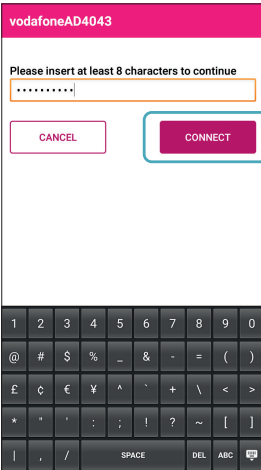 vodafoneAD4043
Please insert at least 8 characters to continue
••••••••••
CANCEL CONNECT
1 2 3 4 5 6 7 8 9 0
@ # $ % _ & - = ( )
£ ¢ € ¥ ^ ` + \ < >
* " ' : ; ! ? ~ [ ]
| , / SPACE DEL ABC